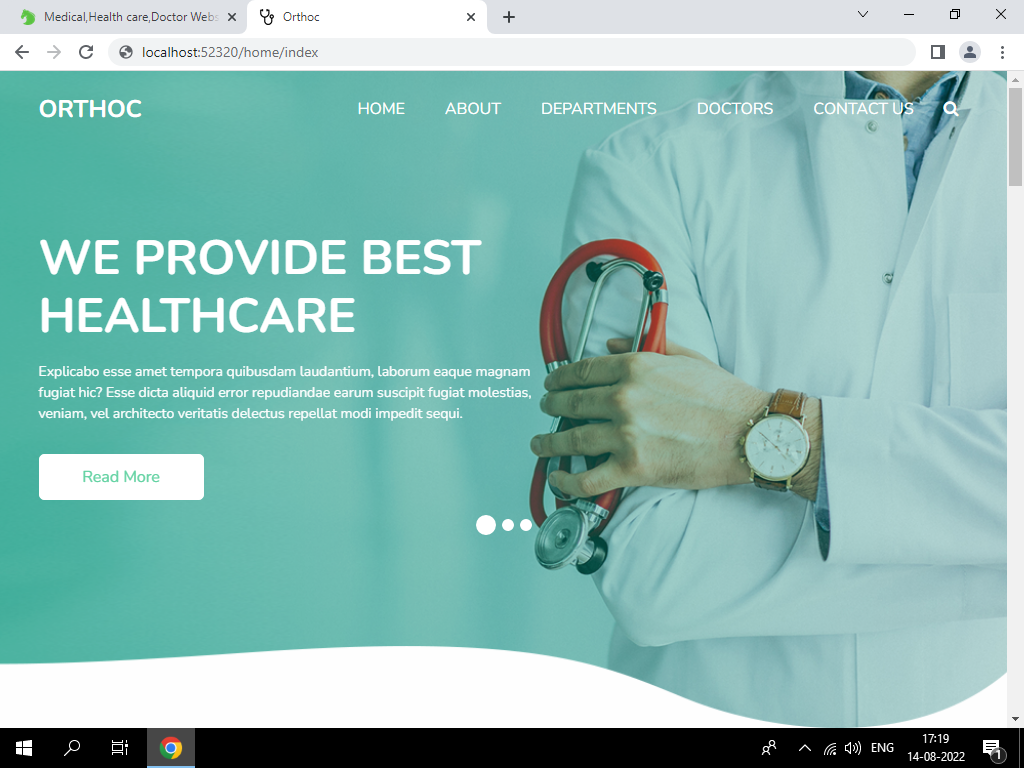 Medical,Health care,Doctor Webs
Orthoc
localhost:52320/home/index
ORTHOC
HOME
ABOUT
DEPARTMENTS
DOCTORS
CONTACT US
WE PROVIDE BEST
HEALTHCARE
Explicabo esse amet tempora quibusdam laudantium, laborum eaque magnam
fugiat hic? Esse dicta aliquid error repudiandae earum suscipit fugiat molestias,
veniam, vel architecto veritatis delectus repellat modi impedit sequi.
Read More
ENG
17:19
14-08-2022
1